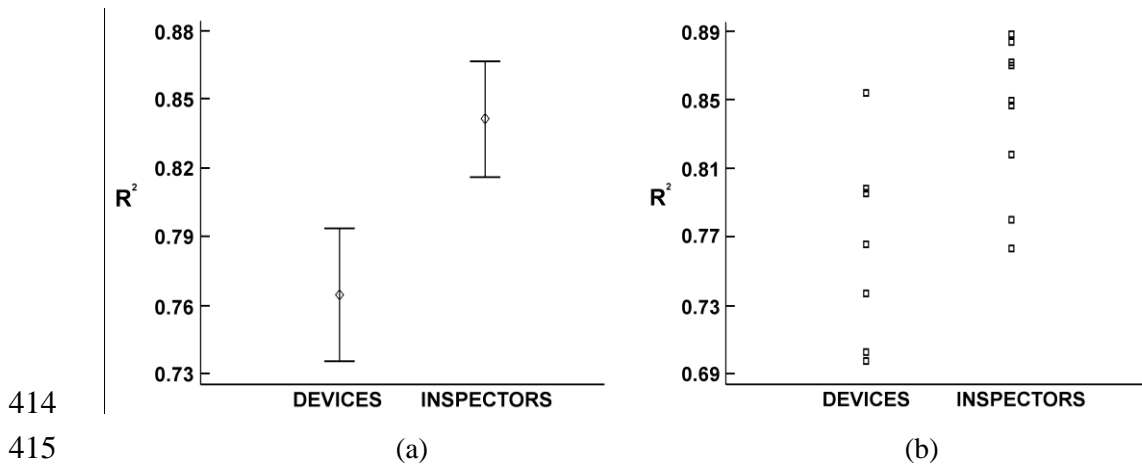 0.88
0.85
0.82
0.79
0.76
0.73
R²
DEVICES INSPECTORS
0.89
0.85
0.81
0.77
0.73
0.69
R²
DEVICES INSPECTORS
414
415 (a) (b)